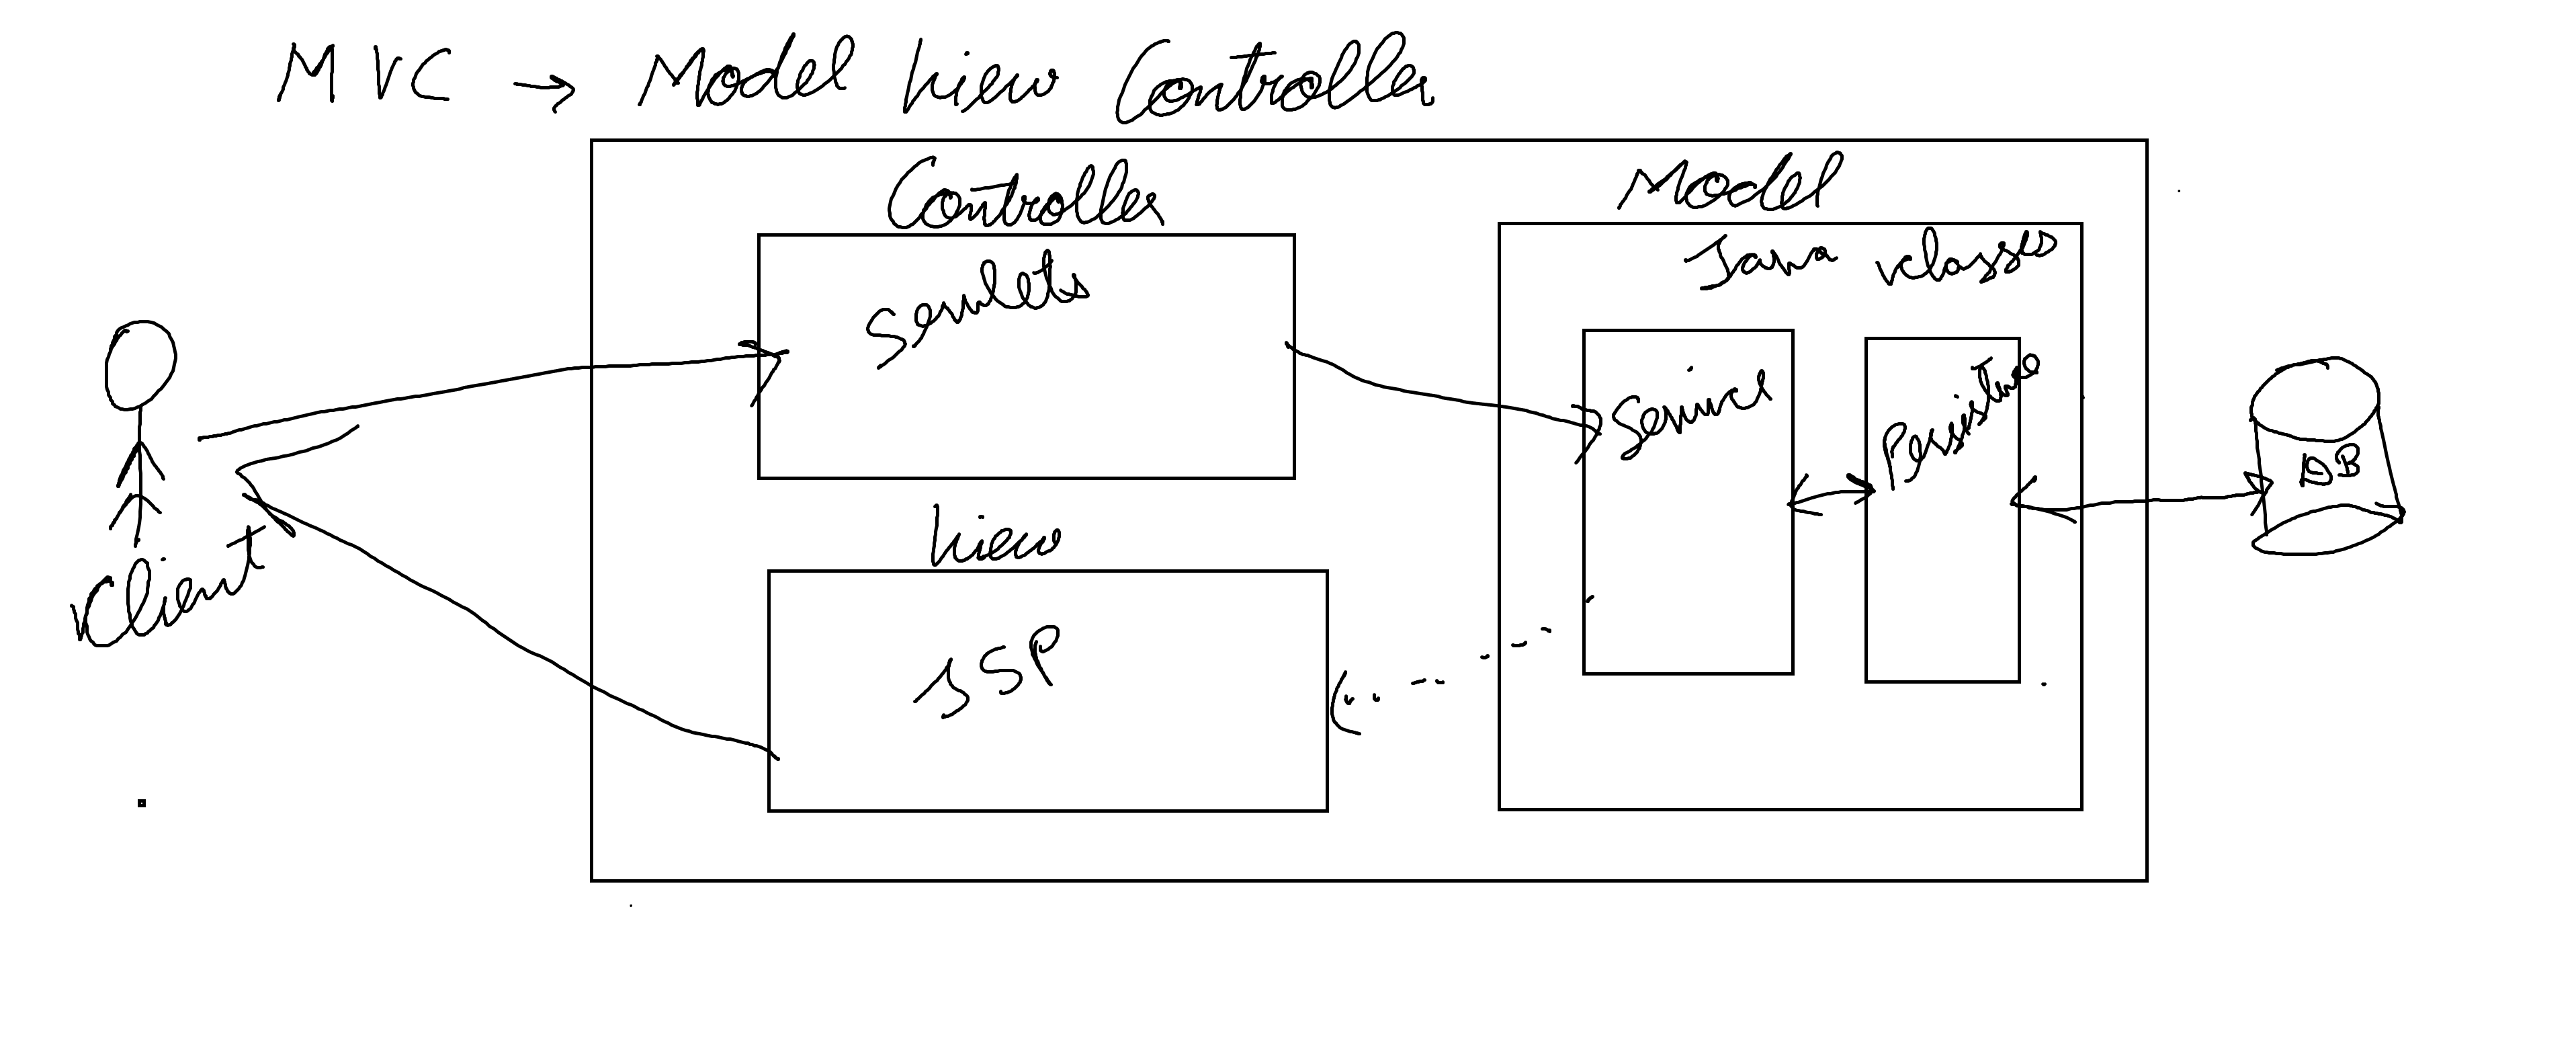 MVC → Model View Controller
Controller
Model
Servlets
Java classes
Service
Persistence
DB
Client
View
JSP